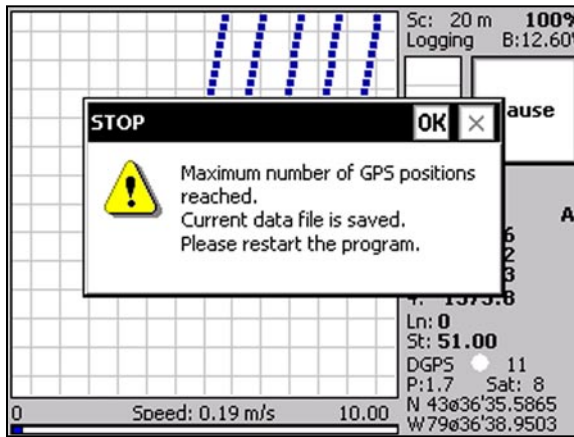 Sc: 20 m 100%
Logging B:12.60
ause
STOP OK
Maximum number of GPS positions
reached.
Current data file is saved.
Please restart the program.
A
6
2
3
Ln: 0
St: 51.00
DGPS 11
P:1.7 Sat: 8
N 43ø36'35.5865
W79ø36'38.9503
0 Speed: 0.19 m/s 10.00